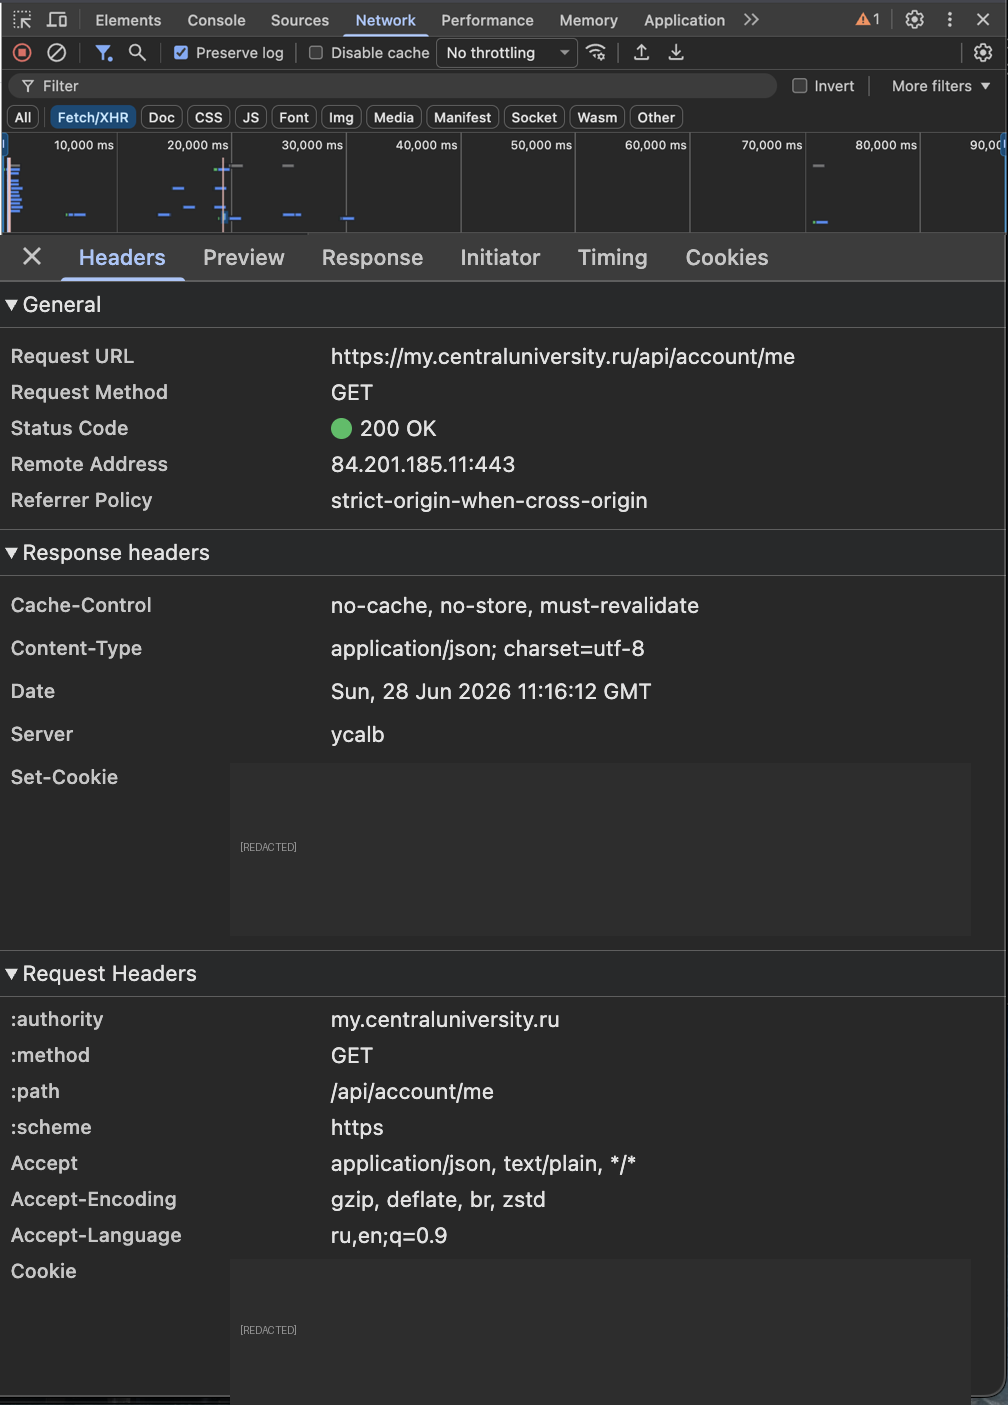 Elements Console Sources Network Performance Memory Application 1
Preserve log Disable cache No throttling
Filter Invert More filters
All Fetch/XHR Doc CSS JS Font Img Media Manifest Socket Wasm Other
10,000 ms 20,000 ms 30,000 ms 40,000 ms 50,000 ms 60,000 ms 70,000 ms 80,000 ms 90,00
Headers Preview Response Initiator Timing Cookies
General
Request URL https://my.centraluniversity.ru/api/account/me
Request Method GET
Status Code 200 OK
Remote Address 84.201.185.11:443
Referrer Policy strict-origin-when-cross-origin
Response headers
Cache-Control no-cache, no-store, must-revalidate
Content-Type application/json; charset=utf-8
Date Sun, 28 Jun 2026 11:16:12 GMT
Server ycalb
Set-Cookie
[REDACTED]
Request Headers
:authority my.centraluniversity.ru
:method GET
:path /api/account/me
:scheme https
Accept application/json, text/plain, */*
Accept-Encoding gzip, deflate, br, zstd
Accept-Language ru,en;q=0.9
Cookie
[REDACTED]